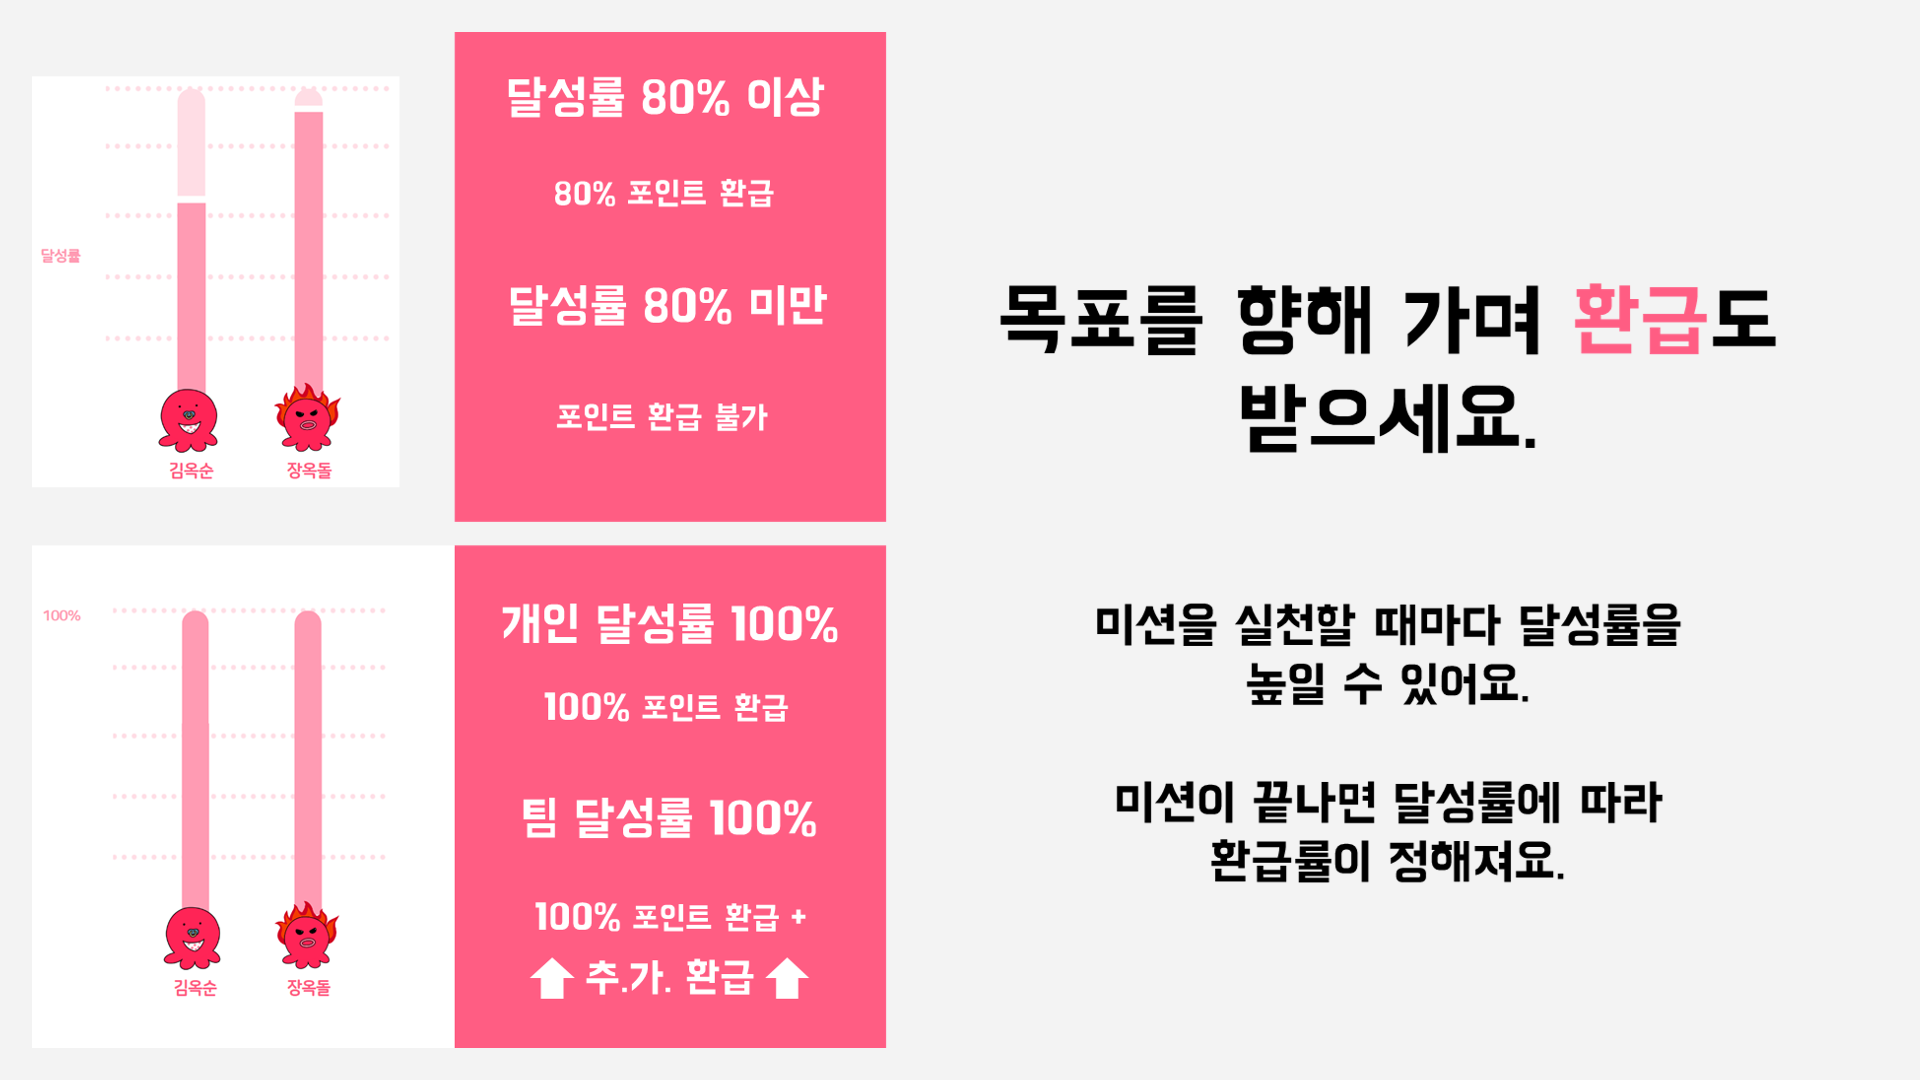 달성률
김옥순
장옥돌
달성률 80% 이상
80% 포인트 환급
달성률 80% 미만
포인트 환급 불가
100%
김옥순
장옥돌
개인 달성률 100%
100% 포인트 환급
팀 달성률 100%
100% 포인트 환급 +
추.가. 환급
목표를 향해 가며 환급도
받으세요.
미션을 실천할 때마다 달성률을
높일 수 있어요.
미션이 끝나면 달성률에 따라
환급률이 정해져요.